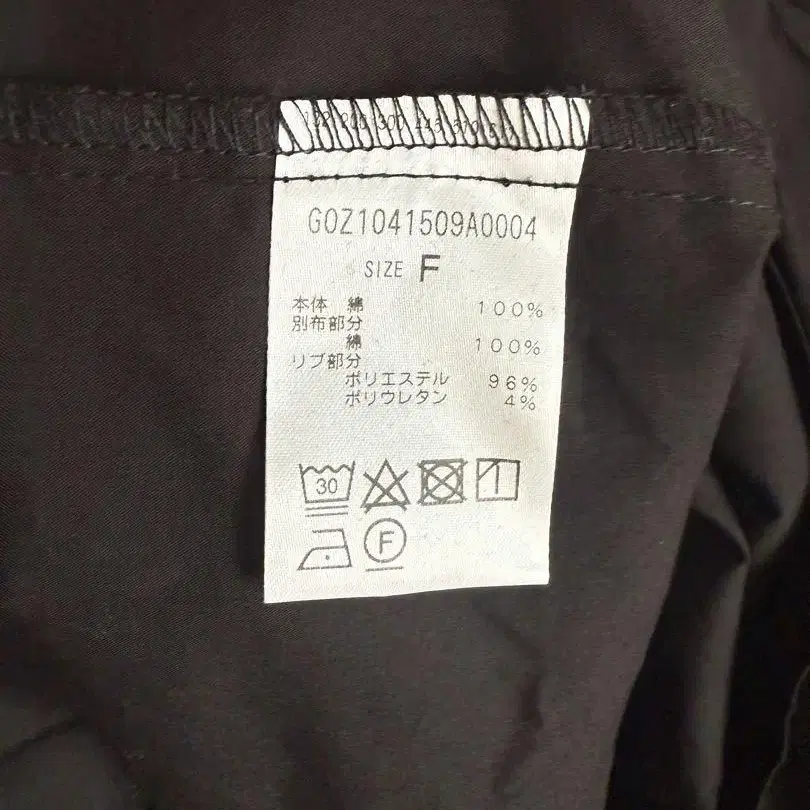 G0Z1041509A0004
SIZE F
本体 綿 100%
別布部分
綿 100%
リブ部分
ポリエステル 96%
ポリウレタン 4%
30
F